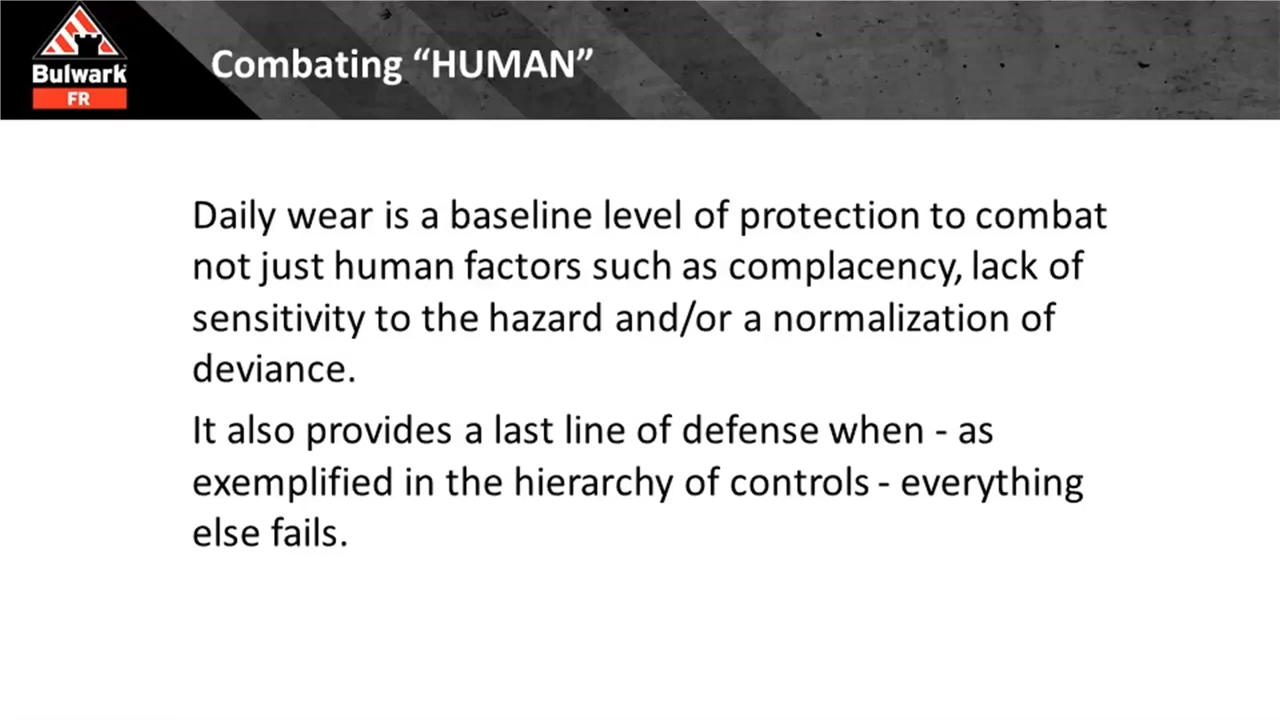 Bulwark
FR
Combating “HUMAN”
Daily wear is a baseline level of protection to combat
not just human factors such as complacency, lack of
sensitivity to the hazard and/or a normalization of
deviance.
It also provides a last line of defense when - as
exemplified in the hierarchy of controls - everything
else fails.